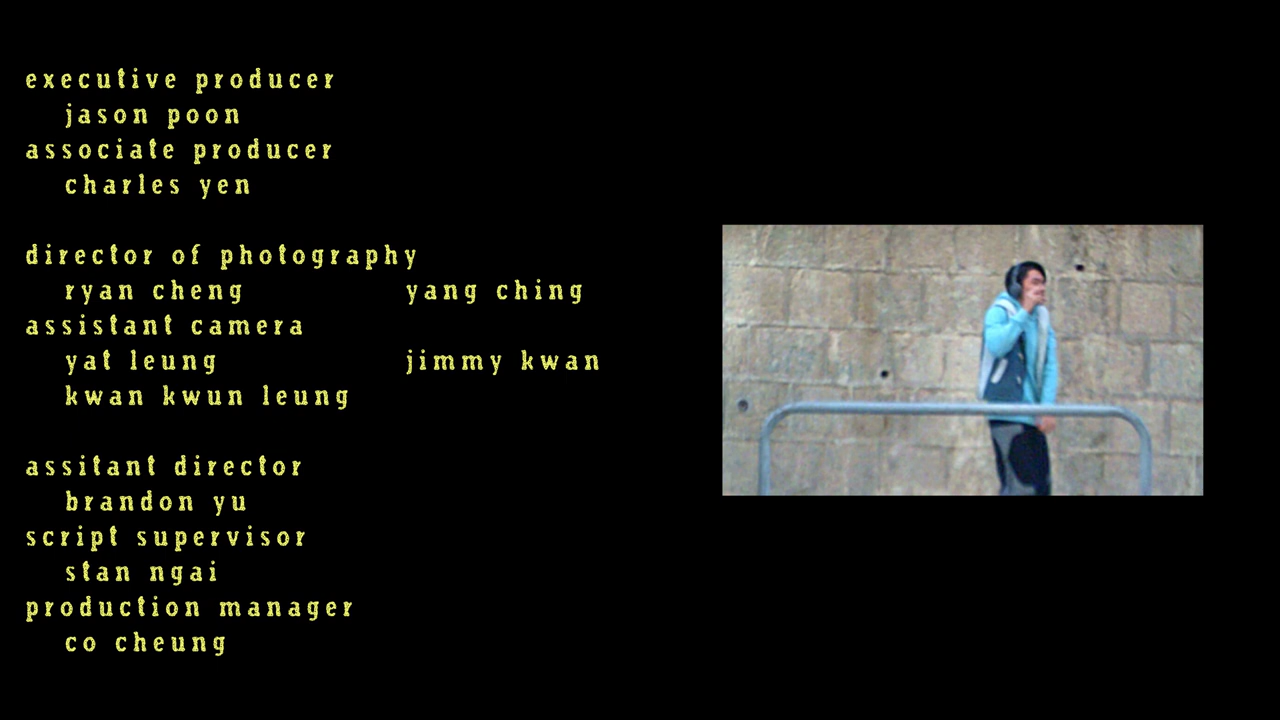 executive producer
jason poon
associate producer
charles yen
director of photography
ryan cheng yang ching
assistant camera
yat leung jimmy kwan
kwan kwun leung
assitant director
brandon yu
script supervisor
stan ngai
production manager
co cheung